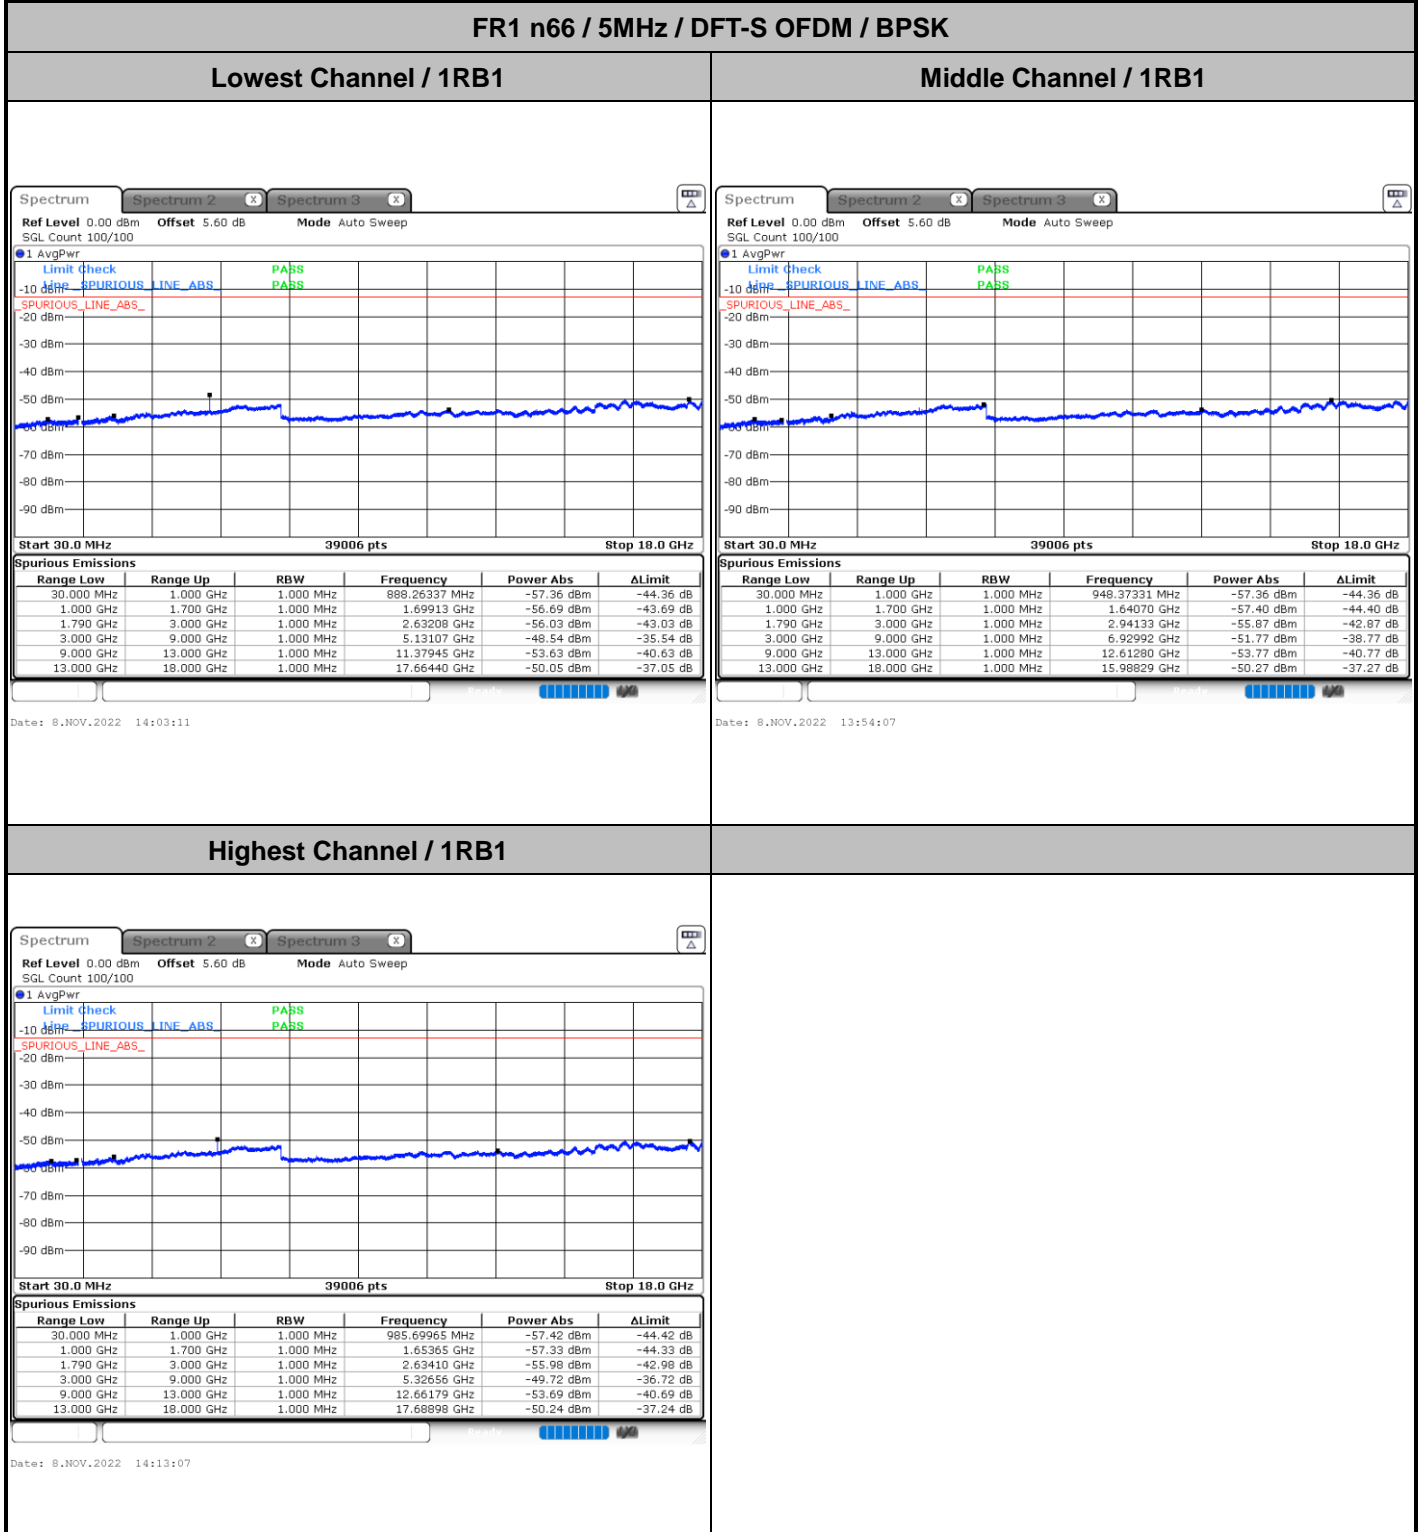 FR1 n66 / 5MHz / DFT-S OFDM / BPSK
Lowest Channel / 1RB1
Middle Channel / 1RB1
Spectrum Spectrum 2 X Spectrum 3 X
Ref Level 0.00 dBm Offset 5.60 dB Mode Auto Sweep
SGL Count 100/100
1 AvgPwr
Limit Check PASS
Line _SPURIOUS_LINE_ABS_ PASS
-10 dBm
_SPURIOUS_LINE_ABS_
-20 dBm
-30 dBm
-40 dBm
-50 dBm
-60 dBm
-70 dBm
-80 dBm
-90 dBm
Start 30.0 MHz 39006 pts Stop 18.0 GHz
Spurious Emissions
Range Low Range Up RBW Frequency Power Abs ΔLimit
30.000 MHz 1.000 GHz 1.000 MHz 888.26337 MHz -57.36 dBm -44.36 dB
1.000 GHz 1.700 GHz 1.000 MHz 1.69913 GHz -56.69 dBm -43.69 dB
1.790 GHz 3.000 GHz 1.000 MHz 2.63208 GHz -56.03 dBm -43.03 dB
3.000 GHz 9.000 GHz 1.000 MHz 5.13107 GHz -48.54 dBm -35.54 dB
9.000 GHz 13.000 GHz 1.000 MHz 11.37945 GHz -53.63 dBm -40.63 dB
13.000 GHz 18.000 GHz 1.000 MHz 17.66440 GHz -50.05 dBm -37.05 dB
Ready
Date: 8.NOV.2022 14:03:11
Spectrum Spectrum 2 X Spectrum 3 X
Ref Level 0.00 dBm Offset 5.60 dB Mode Auto Sweep
SGL Count 100/100
1 AvgPwr
Limit Check PASS
Line _SPURIOUS_LINE_ABS_ PASS
-10 dBm
_SPURIOUS_LINE_ABS_
-20 dBm
-30 dBm
-40 dBm
-50 dBm
-60 dBm
-70 dBm
-80 dBm
-90 dBm
Start 30.0 MHz 39006 pts Stop 18.0 GHz
Spurious Emissions
Range Low Range Up RBW Frequency Power Abs ΔLimit
30.000 MHz 1.000 GHz 1.000 MHz 948.37331 MHz -57.36 dBm -44.36 dB
1.000 GHz 1.700 GHz 1.000 MHz 1.64070 GHz -57.40 dBm -44.40 dB
1.790 GHz 3.000 GHz 1.000 MHz 2.94133 GHz -55.87 dBm -42.87 dB
3.000 GHz 9.000 GHz 1.000 MHz 6.92992 GHz -51.77 dBm -38.77 dB
9.000 GHz 13.000 GHz 1.000 MHz 12.61280 GHz -53.77 dBm -40.77 dB
13.000 GHz 18.000 GHz 1.000 MHz 15.98829 GHz -50.27 dBm -37.27 dB
Ready
Date: 8.NOV.2022 13:54:07
Highest Channel / 1RB1
Spectrum Spectrum 2 X Spectrum 3 X
Ref Level 0.00 dBm Offset 5.60 dB Mode Auto Sweep
SGL Count 100/100
1 AvgPwr
Limit Check PASS
Line _SPURIOUS_LINE_ABS_ PASS
-10 dBm
_SPURIOUS_LINE_ABS_
-20 dBm
-30 dBm
-40 dBm
-50 dBm
-60 dBm
-70 dBm
-80 dBm
-90 dBm
Start 30.0 MHz 39006 pts Stop 18.0 GHz
Spurious Emissions
Range Low Range Up RBW Frequency Power Abs ΔLimit
30.000 MHz 1.000 GHz 1.000 MHz 985.69965 MHz -57.42 dBm -44.42 dB
1.000 GHz 1.700 GHz 1.000 MHz 1.65365 GHz -57.33 dBm -44.33 dB
1.790 GHz 3.000 GHz 1.000 MHz 2.63410 GHz -55.98 dBm -42.98 dB
3.000 GHz 9.000 GHz 1.000 MHz 5.32656 GHz -49.72 dBm -36.72 dB
9.000 GHz 13.000 GHz 1.000 MHz 12.66179 GHz -53.69 dBm -40.69 dB
13.000 GHz 18.000 GHz 1.000 MHz 17.68898 GHz -50.24 dBm -37.24 dB
Ready
Date: 8.NOV.2022 14:13:07